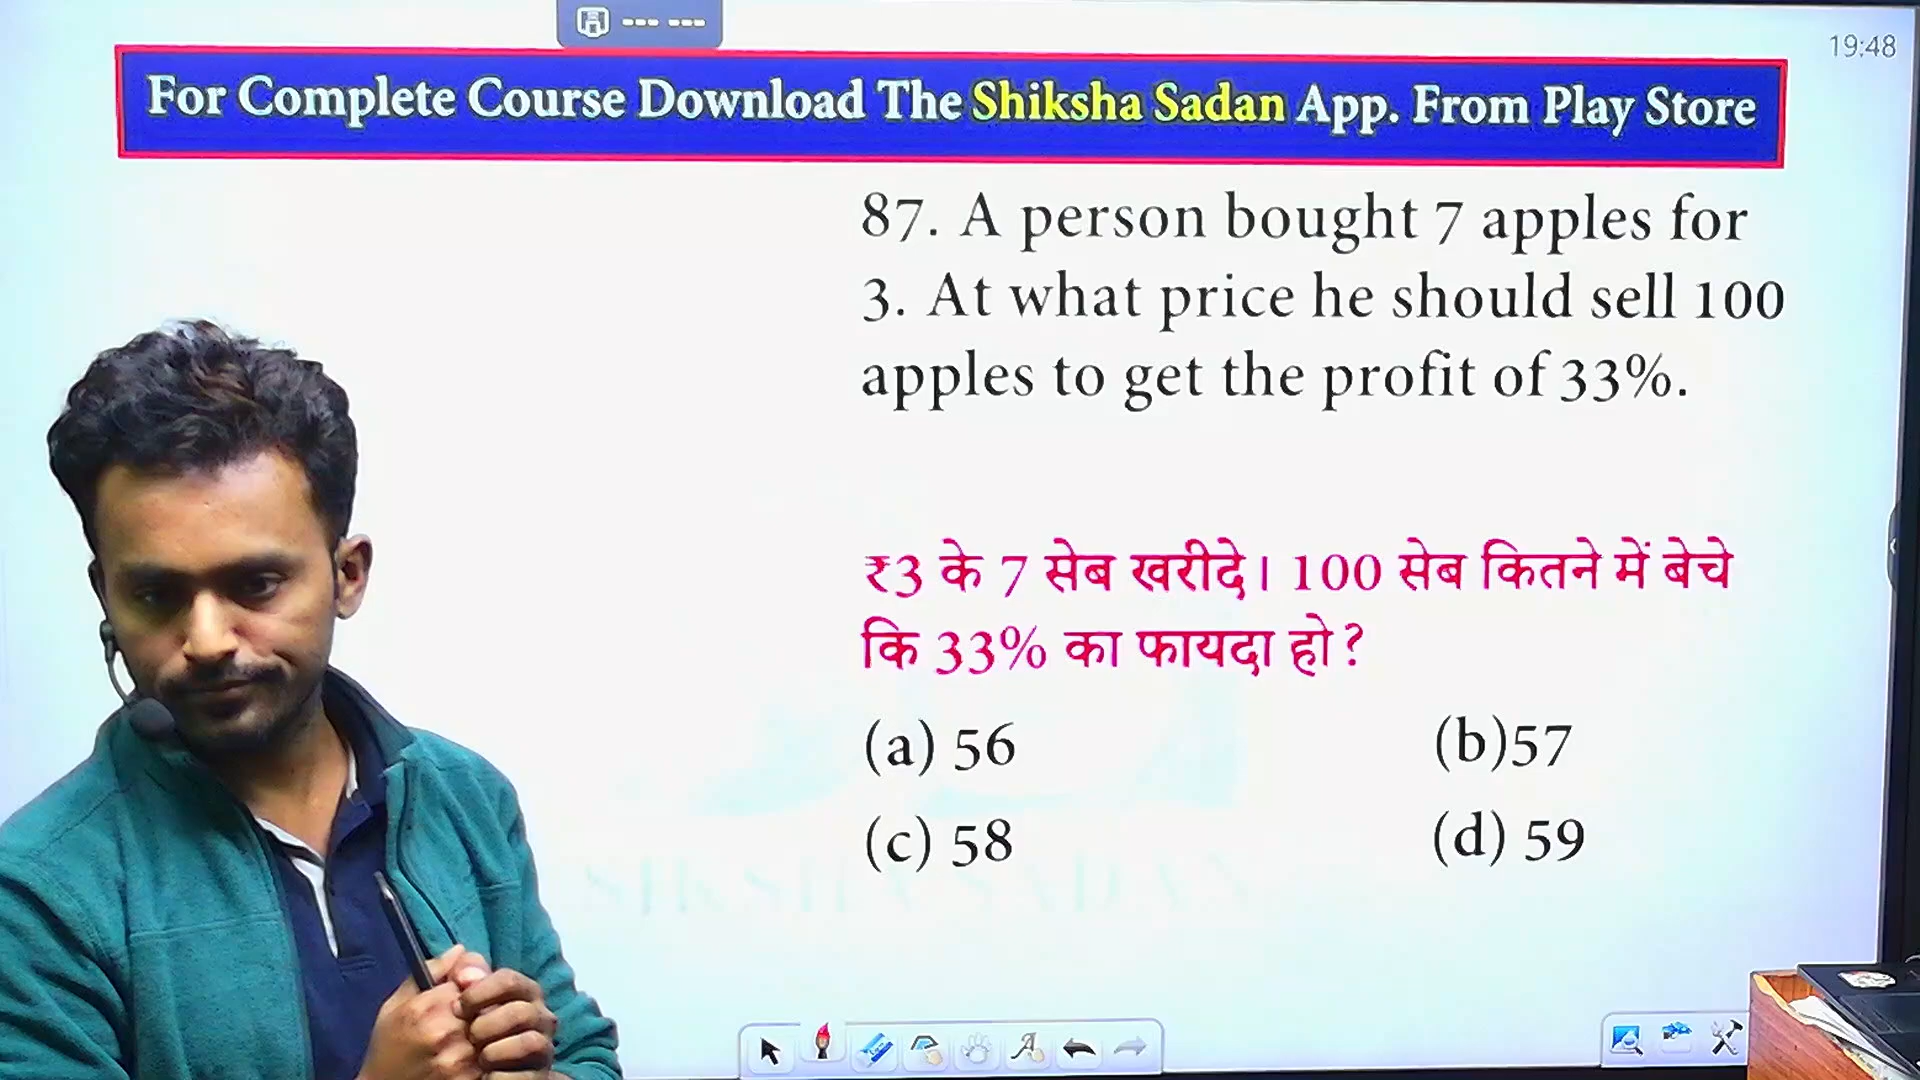 19:48
For Complete Course Download The Shiksha Sadan App. From Play Store
87. A person bought 7 apples for
3. At what price he should sell 100
apples to get the profit of 33%.
₹3 के 7 सेब खरीदे। 100 सेब कितने में बेचे
कि 33% का फायदा हो?
(a) 56 (b)57
(c) 58 (d) 59
SHIKSHA SADAN